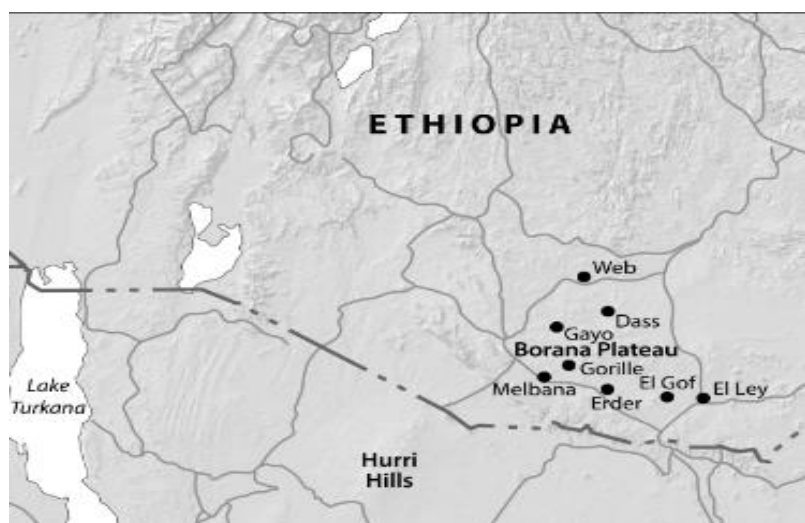 ETHIOPIA
Web
Dass
Gayo
Borana Plateau
Gorille
Melbana
El Gof
El Ley
Erder
Lake
Turkana
Hurri
Hills